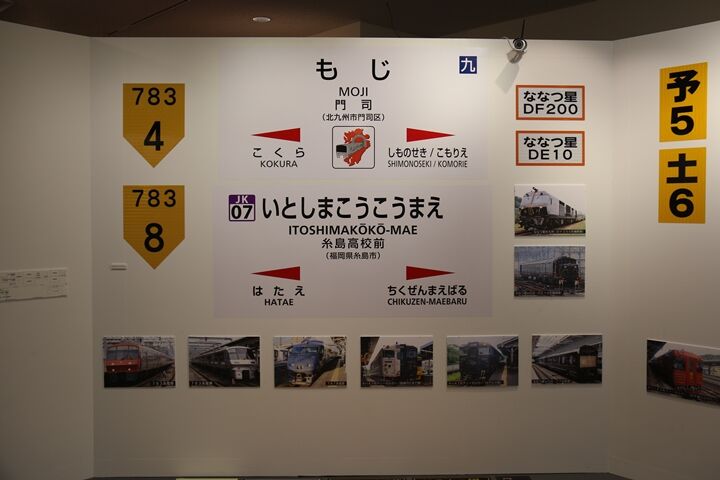 783
4
783
8
もじ
九
MOJI
門司
(北九州市門司区)
こくら
KOKURA
しものせき / こもりえ
SHIMONOSEKI / KOMORIE
JK
07
いとしまこうこうまえ
ITOSHIMAKŌKŌ-MAE
糸島高校前
(福岡県糸島市)
はたえ
HATAE
ちくぜんまえばる
CHIKUZEN-MAEBARU
ななつ星
DF200
ななつ星
DE10
予
5
土
6